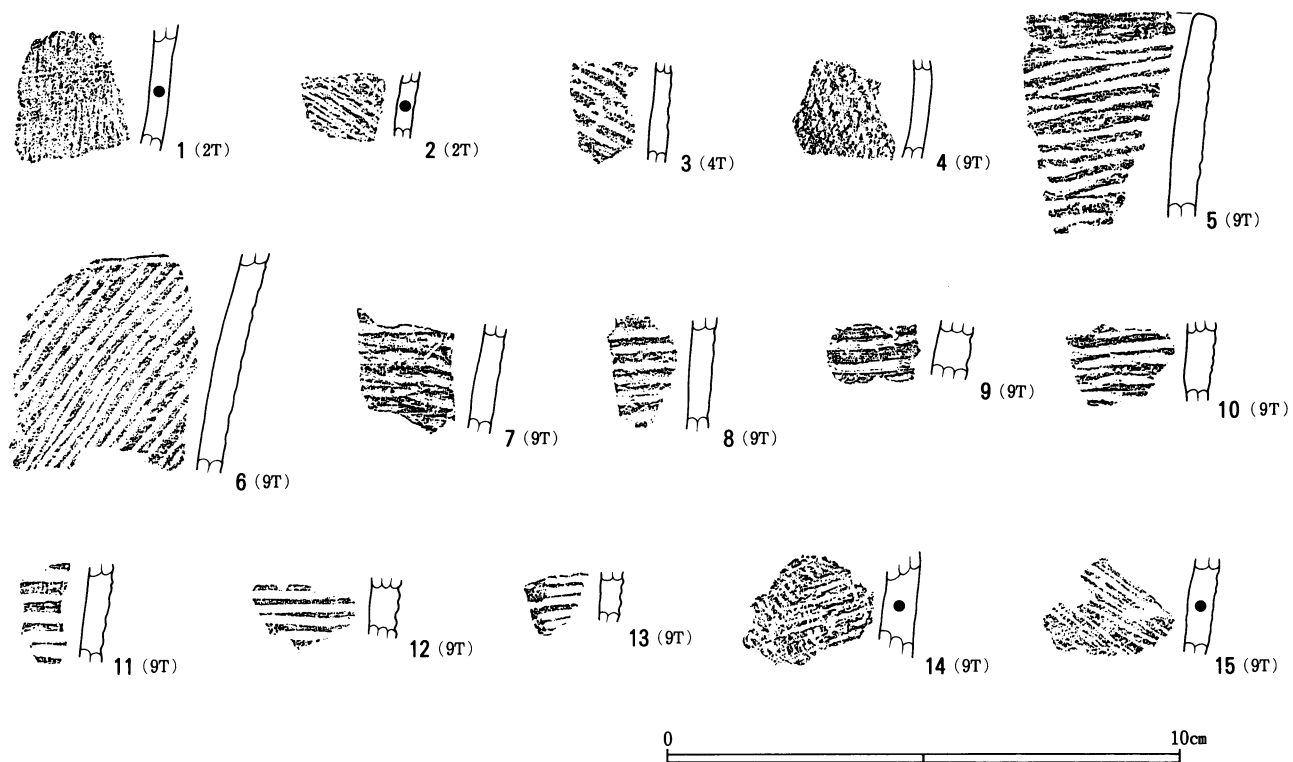 1 (2T)
2 (2T)
3 (4T)
4 (9T)
5 (9T)
6 (9T)
7 (9T)
8 (9T)
9 (9T)
10 (9T)
11 (9T)
12 (9T)
13 (9T)
14 (9T)
15 (9T)
0 10cm